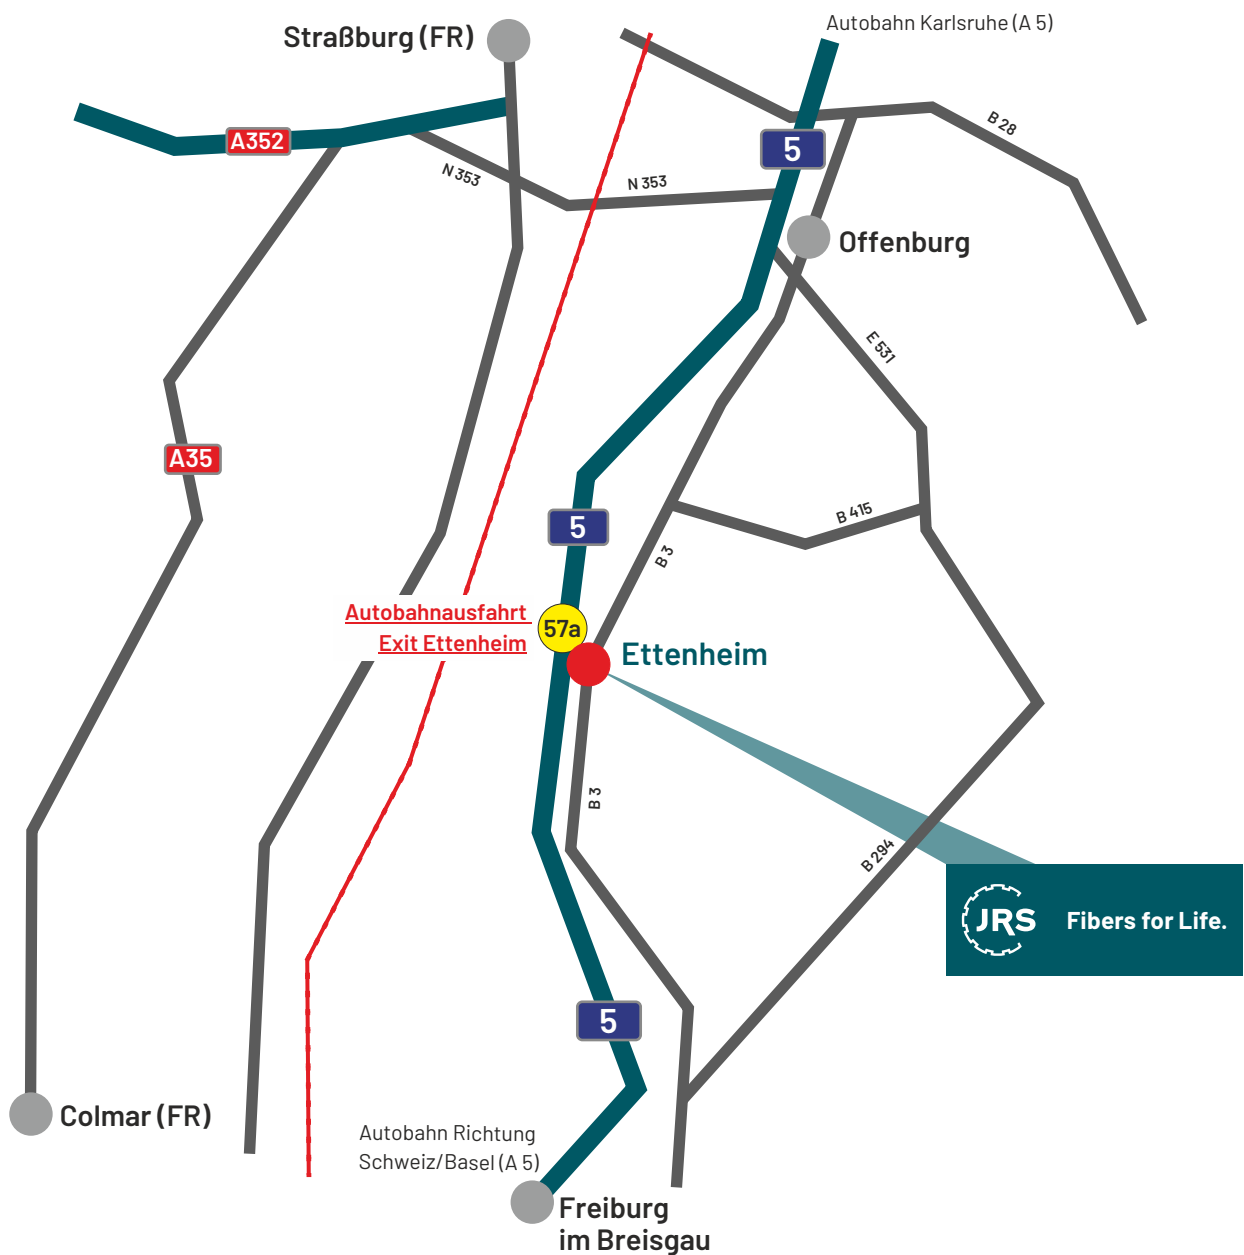 Autobahn Karlsruhe (A 5)
Straßburg (FR)
B 28
A352
5
N 353
N 353
Offenburg
E 531
A35
B 415
5
B 3
Autobahnausfahrt
57a
Exit Ettenheim
Ettenheim
B 3
B 294
JRS
Fibers for Life.
5
Colmar (FR)
Autobahn Richtung
Schweiz/Basel (A 5)
Freiburg
im Breisgau